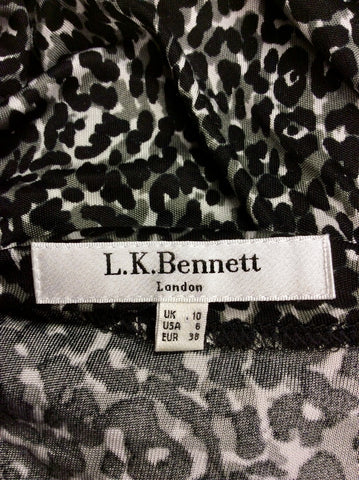 L.K.Bennett
London
UK 10
USA 6
EUR 38